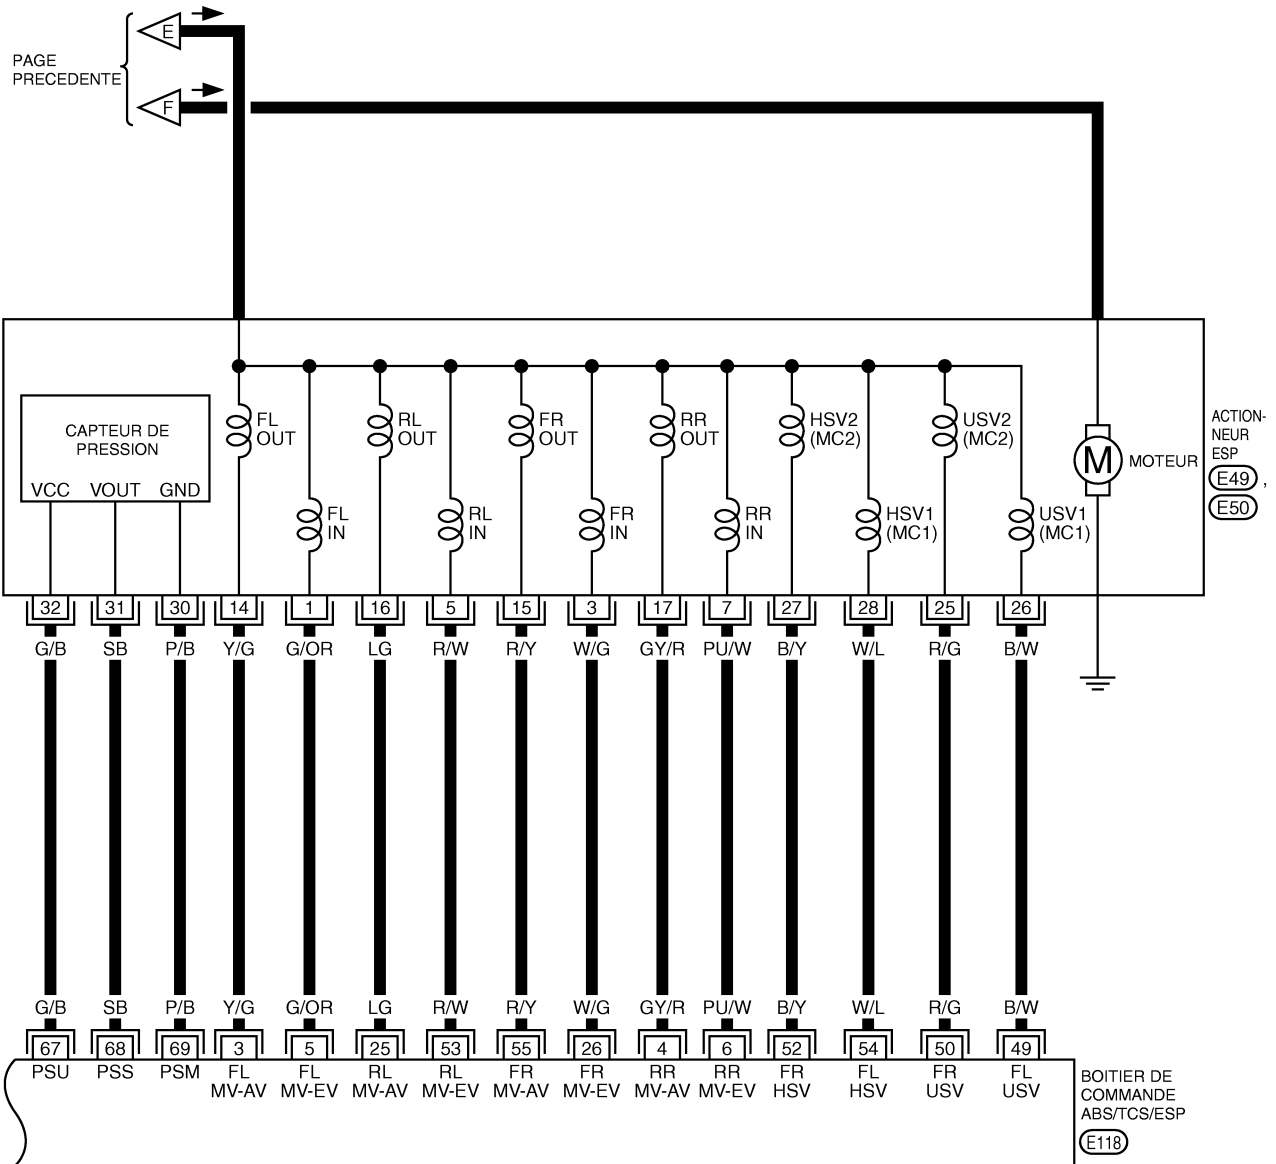 E
PAGE
PRECEDENTE
F
CAPTEUR DE
PRESSION
VCC VOUT GND
FL
OUT
RL
OUT
FR
OUT
RR
OUT
HSV2
(MC2)
USV2
(MC2)
FL
IN
RL
IN
FR
IN
RR
IN
HSV1
(MC1)
USV1
(MC1)
M MOTEUR
ACTION-
NEUR
ESP
E49 ,
E50
32 31 30 14 1 16 5 15 3 17 7 27 28 25 26
G/B SB P/B Y/G G/OR LG R/W R/Y W/G GY/R PU/W B/Y W/L R/G B/W
G/B SB P/B Y/G G/OR LG R/W R/Y W/G GY/R PU/W B/Y W/L R/G B/W
67 68 69 3 5 25 53 55 26 4 6 52 54 50 49
PSU PSS PSM FL FL RL RL FR FR RR RR FR FL FR FL
MV-AV MV-EV MV-AV MV-EV MV-AV MV-EV MV-AV MV-EV HSV HSV USV USV
BOITIER DE
COMMANDE
ABS/TCS/ESP
E118